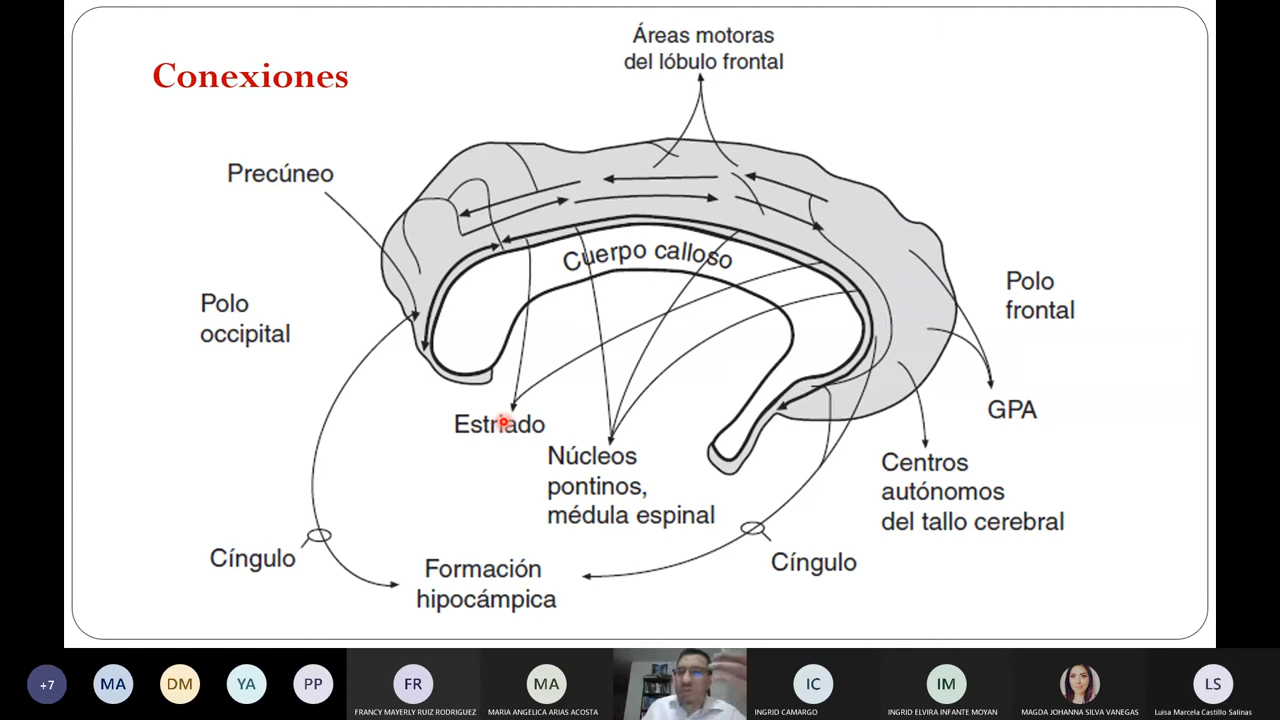 Conexiones
Áreas motoras
del lóbulo frontal
Precúneo
Cuerpo calloso
Polo
occipital
Polo
frontal
Estriado
GPA
Núcleos
pontinos,
médula espinal
Centros
autónomos
del tallo cerebral
Cíngulo
Cíngulo
Formación
hipocámpica
+7
MA
DM
YA
PP
FR
MA
IC
IM
LS
FRANCY MAYERLY RUIZ RODRIGUEZ
MARIA ANGELICA ARIAS ACOSTA
INGRID CAMARGO
INGRID ELVIRA INFANTE MOYAN
MAGDA JOHANNA SILVA VANEGAS
Luisa Marcela Castillo Salinas